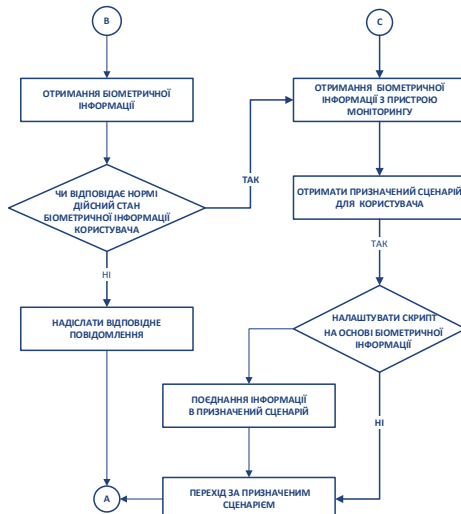 В
С
ОТРИМАННЯ БІОМЕТРИЧНОЇ
ІНФОРМАЦІЇ
ОТРИМАННЯ БІОМЕТРИЧНОЇ
ІНФОРМАЦІЇ З ПРИСТРОЮ
МОНІТОРИНГУ
ЧИ ВІДПОВІДАЄ НОРМІ
ДІЙСНИЙ СТАН
БІОМЕТРИЧНОЇ ІНФОРМАЦІЇ
КОРИСТУВАЧА
ТАК
ОТРИМАТИ ПРИЗНАЧЕНИЙ СЦЕНАРІЙ
ДЛЯ КОРИСТУВАЧА
ТАК
НІ
НАДІСЛАТИ ВІДПОВІДНЕ
ПОВІДОМЛЕННЯ
НАЛАШТУВАТИ СКРИПТ
НА ОСНОВІ БІОМЕТРИЧНОЇ
ІНФОРМАЦІЇ
ПОЄДНАННЯ ІНФОРМАЦІЇ
В ПРИЗНАЧЕНИЙ СЦЕНАРІЙ
НІ
А
ПЕРЕХІД ЗА ПРИЗНАЧЕНИМ
СЦЕНАРІЄМ